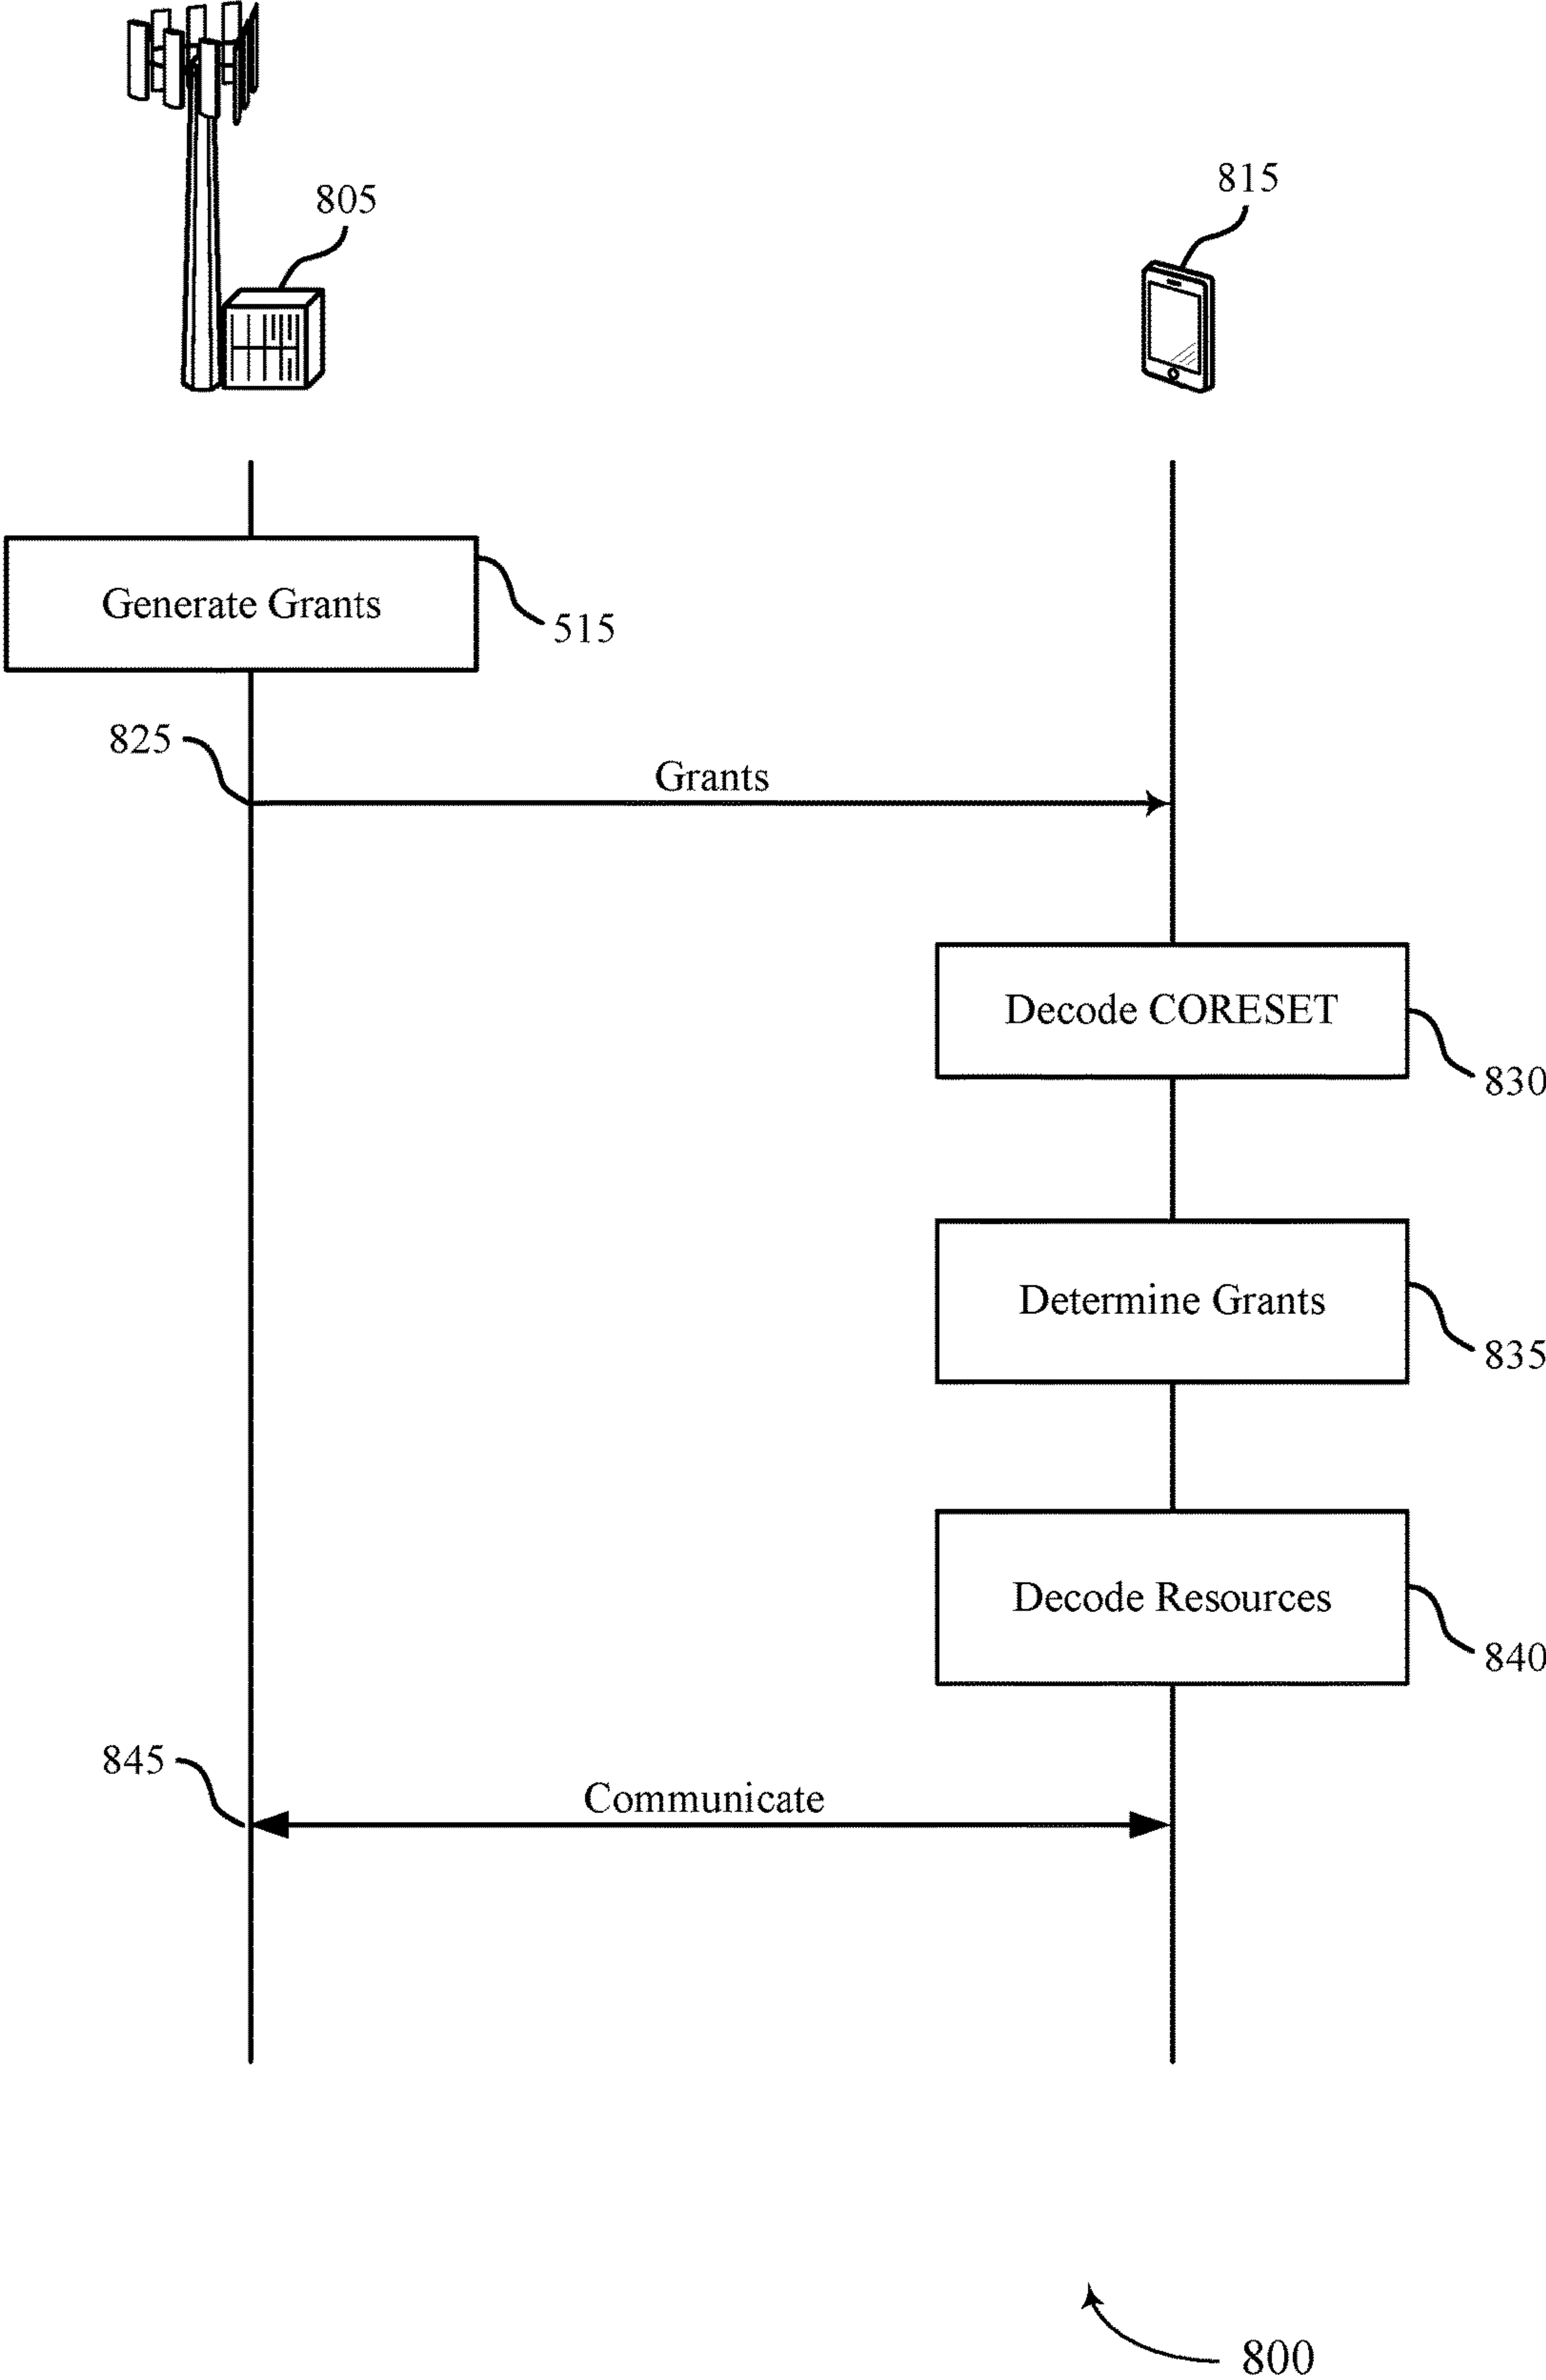 805
815
Generate Grants
515
825
Grants
Decode CORESET
830
Determine Grants
835
Decode Resources
840
845
Communicate
800